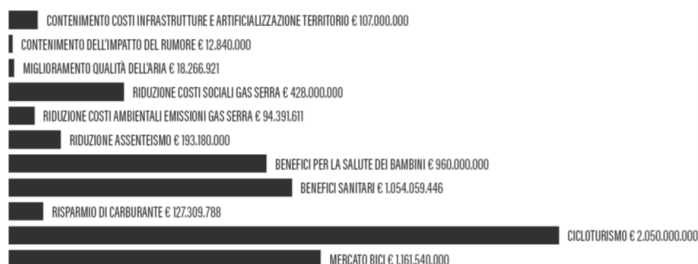 CONTENIMENTO COSTI INFRASTRUTTURE E ARTIFICIALIZZAZIONE TERRITORIO € 107.000.000
CONTENIMENTO DELL'IMPATTO DEL RUMORE € 12.840.000
MIGLIORAMENTO QUALITÀ DELL'ARIA € 18.266.921
RIDUZIONE COSTI SOCIALI GAS SERRA € 428.000.000
RIDUZIONE COSTI AMBIENTALI EMISSIONI GAS SERRA € 94.391.611
RIDUZIONE ASSENTEISMO € 193.180.000
BENEFICI PER LA SALUTE DEI BAMBINI € 960.000.000
BENEFICI SANITARI € 1.054.059.446
RISPARMIO DI CARBURANTE € 127.309.788
CICLOTURISMO € 2.050.000.000
MERCATO BICI € 1.161.540.000